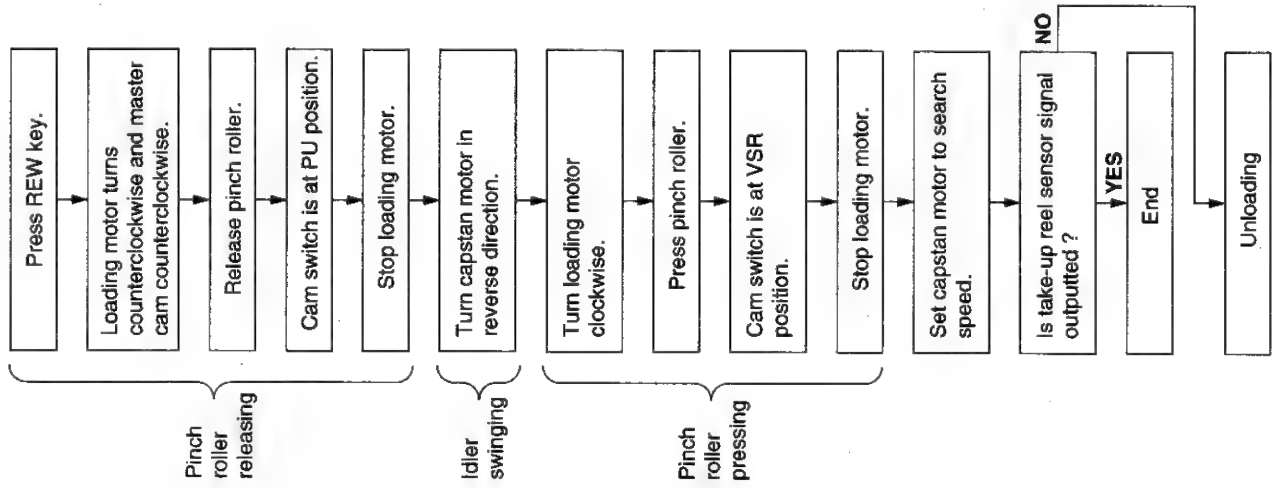 Press REW key.
Loading motor turns
counterclockwise and master
cam counterclockwise.
Release pinch roller.
Cam switch is at PU position.
Stop loading motor.
Pinch
roller
releasing
Turn capstan motor in
reverse direction.
Idler
swinging
Turn loading motor
clockwise.
Press pinch roller.
Cam switch is at VSR
position.
Stop loading motor.
Pinch
roller
pressing
Set capstan motor to search
speed.
Is take-up reel sensor signal
outputted ?
NO
YES
End
Unloading